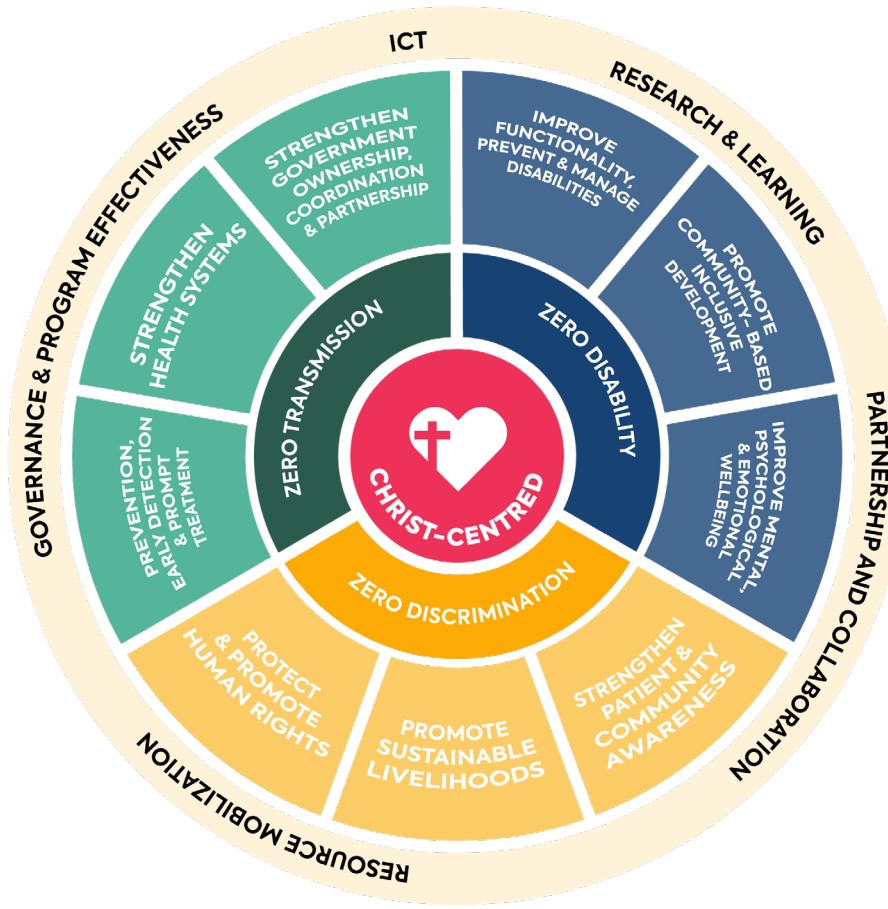 ICT
RESEARCH & LEARNING
PARTNERSHIP AND COLLABORATION
RESOURCE MOBILIZATION
GOVERNANCE & PROGRAM EFFECTIVENESS
STRENGTHEN
GOVERNMENT
OWNERSHIP,
COORDINATION
& PARTNERSHIP
IMPROVE
FUNCTIONALITY,
PREVENT & MANAGE
DISABILITIES
PROMOTE
COMMUNITY- BASED
INCLUSIVE
DEVELOPMENT
IMPROVE MENTAL,
PSYCHOLOGICAL
& EMOTIONAL
WELLBEING
STRENGTHEN
PATIENT &
COMMUNITY
AWARENESS
PROMOTE
SUSTAINABLE
LIVELIHOODS
PROTECT
& PROMOTE
HUMAN RIGHTS
PREVENTION,
EARLY DETECTION
& PROMPT
TREATMENT
STRENGTHEN
HEALTH SYSTEMS
ZERO TRANSMISSION
ZERO DISABILITY
ZERO DISCRIMINATION
CHRIST-CENTRED